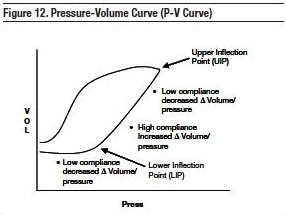 Figure 12. Pressure-Volume Curve (P-V Curve)
Upper Inflection
Point (UIP)
• Low compliance
decreased Δ Volume/
pressure
• High compliance
Increased Δ Volume/
pressure
VOL
• Low compliance
decreased Δ Volume/
pressure
Lower Inflection
Point (LIP)
Press